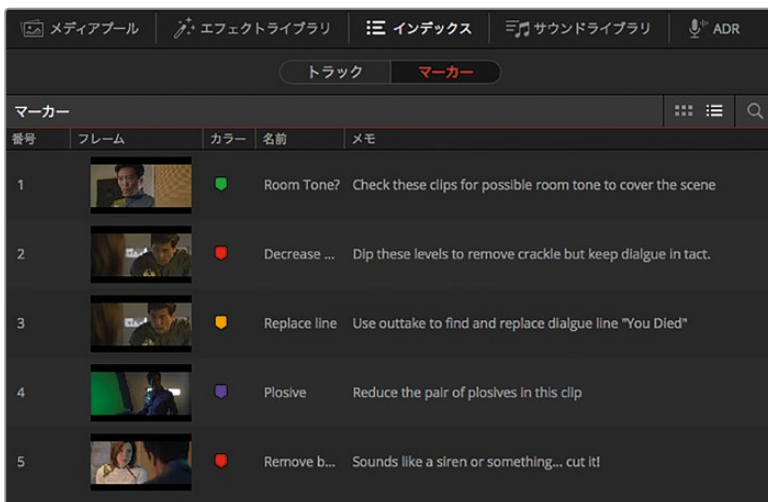 メディアプール エフェクトライブラリ インデックス サウンドライブラリ ADR
トラック マーカー
マーカー
番号 フレーム カラー 名前 メモ
1 Room Tone? Check these clips for possible room tone to cover the scene
2 Decrease ... Dip these levels to remove crackle but keep dialgue in tact.
3 Replace line Use outtake to find and replace dialgue line "You Died"
4 Plosive Reduce the pair of plosives in this clip
5 Remove b... Sounds like a siren or something... cut it!